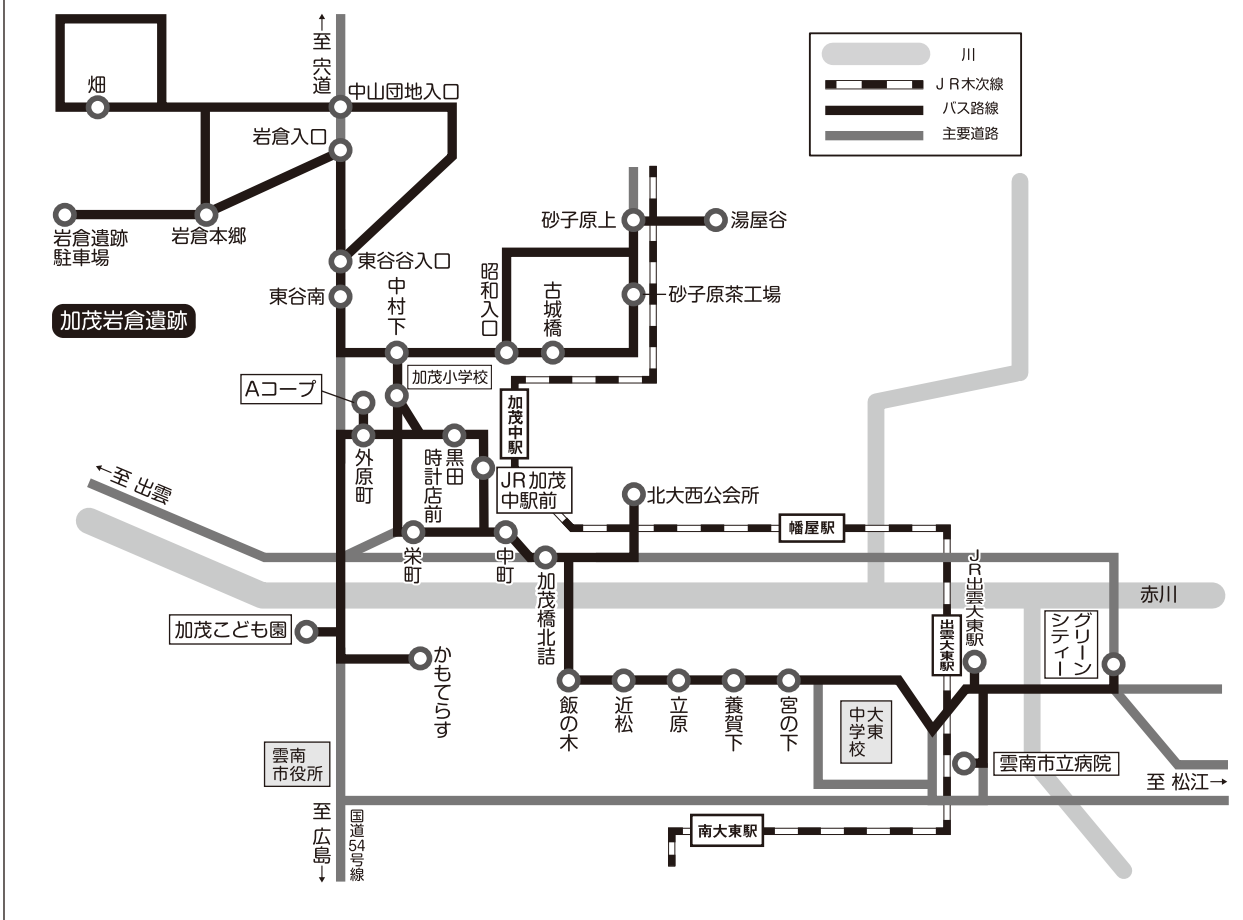 ↑至 宍道
畑
中山団地入口
岩倉入口
川
ＪＲ木次線
バス路線
主要道路
岩倉遺跡
駐車場
岩倉本郷
砂子原上
湯屋谷
東谷谷入口
東谷南
中村下
昭和入口
古城橋
砂子原茶工場
加茂岩倉遺跡
Aコープ
加茂小学校
加茂中駅
外原町
時計店前
黒田
JR加茂
中駅前
←至 出雲
北大西公会所
幡屋駅
栄町
中町
加茂橋北詰
JR出雲大東駅
赤川
加茂こども園
かもてらす
出雲大東駅
グリーン
シティー
飯の木
近松
立原
養賀下
宮の下
大東
中学校
雲南
市役所
雲南市立病院
至 松江→
至 広島→
国道54号線
南大東駅